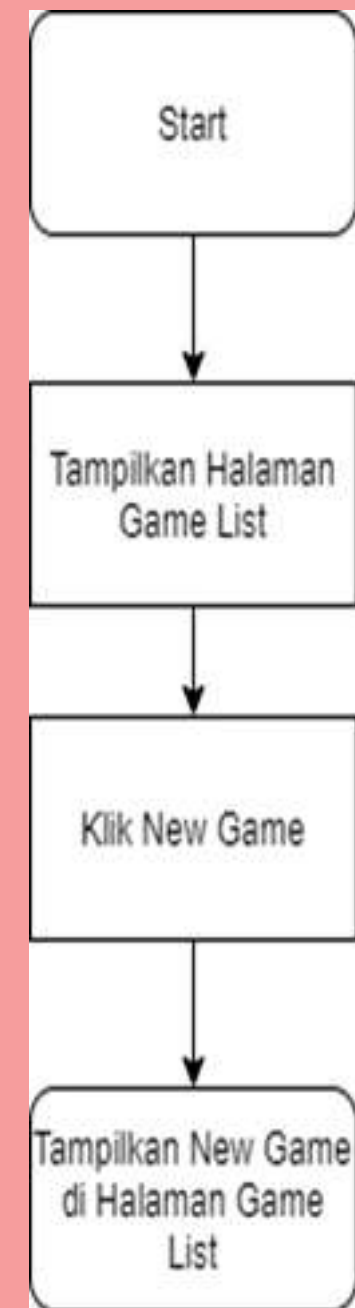 Start
Tampilkan Halaman
Game List
Klik New Game
Tampilkan New Game
di Halaman Game
List